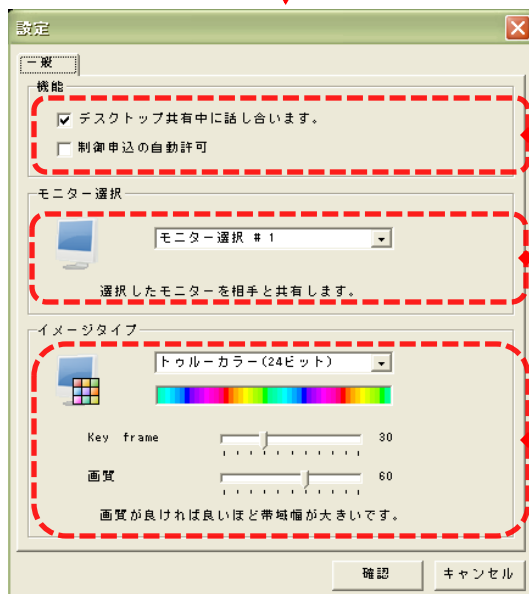 設定
一般
機能
デスクトップ共有中に話し合います。
制御申込の自動許可
モニター選択
モニター選択 # 1
選択したモニターを相手と共有します。
イメージタイプ
トゥルーカラー(24ビット)
Key frame 30
画質 60
画質が良ければ良いほど帯域幅が大きいです。
確認 キャンセル